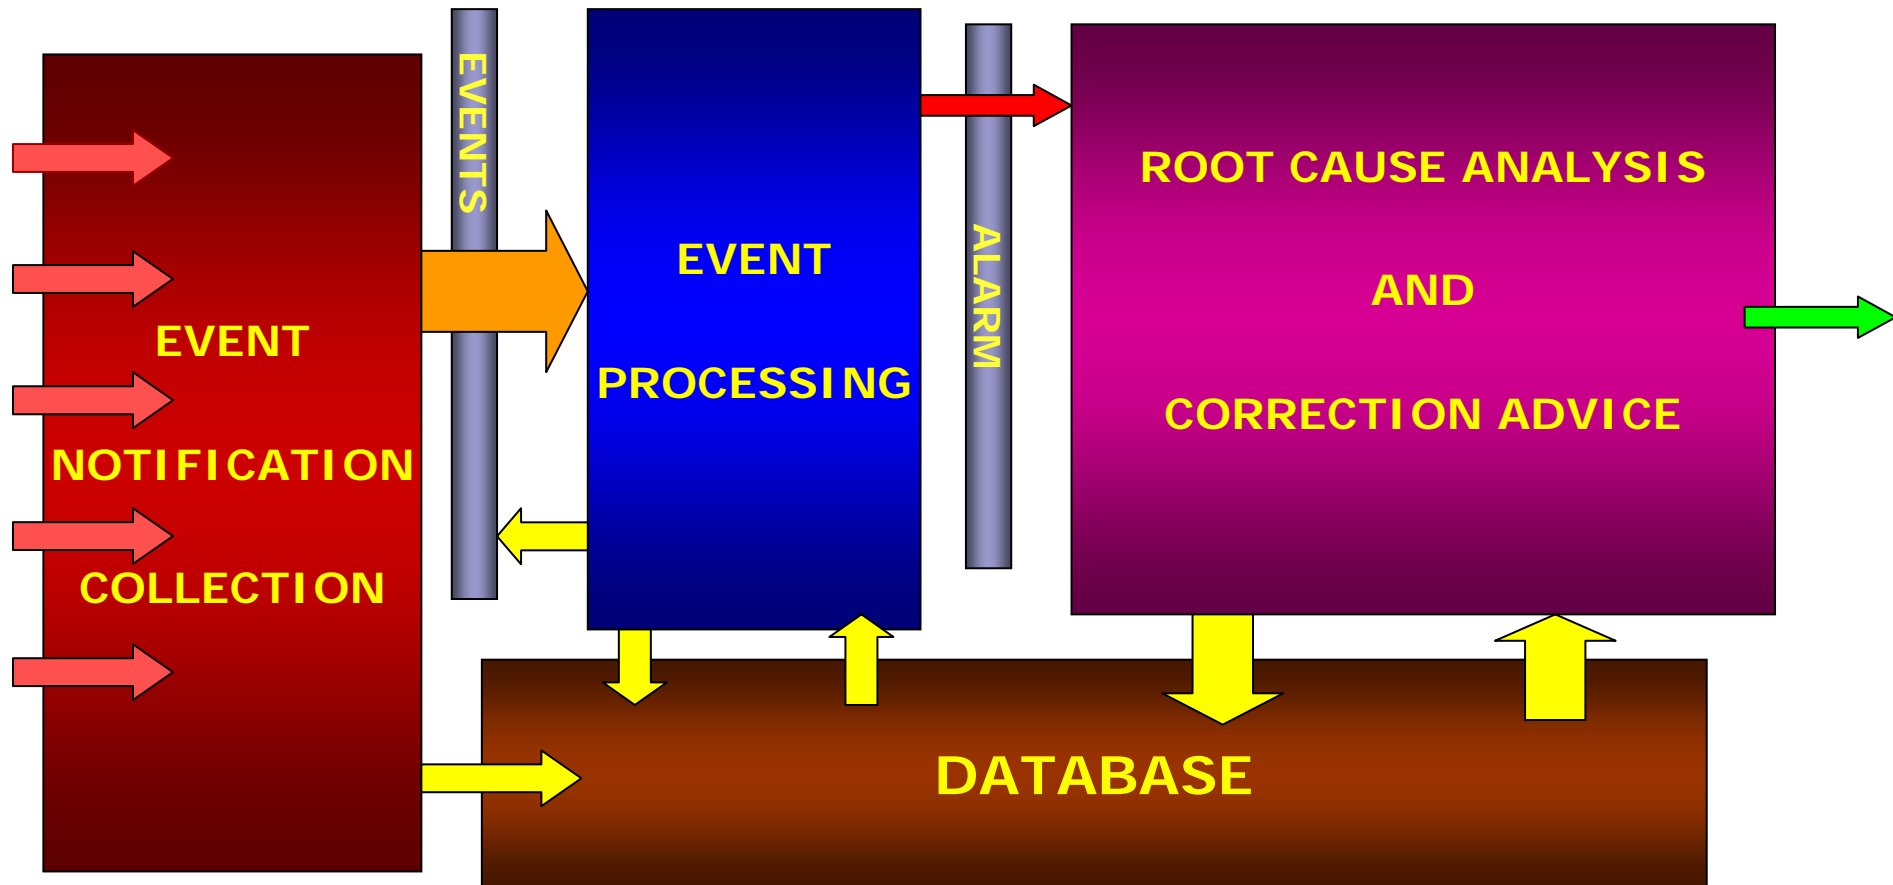 EVENT
NOTIFICATION
COLLECTION
EVENTS
EVENT
PROCESSING
ALARM
ROOT CAUSE ANALYSIS
AND
CORRECTION ADVICE
DATABASE